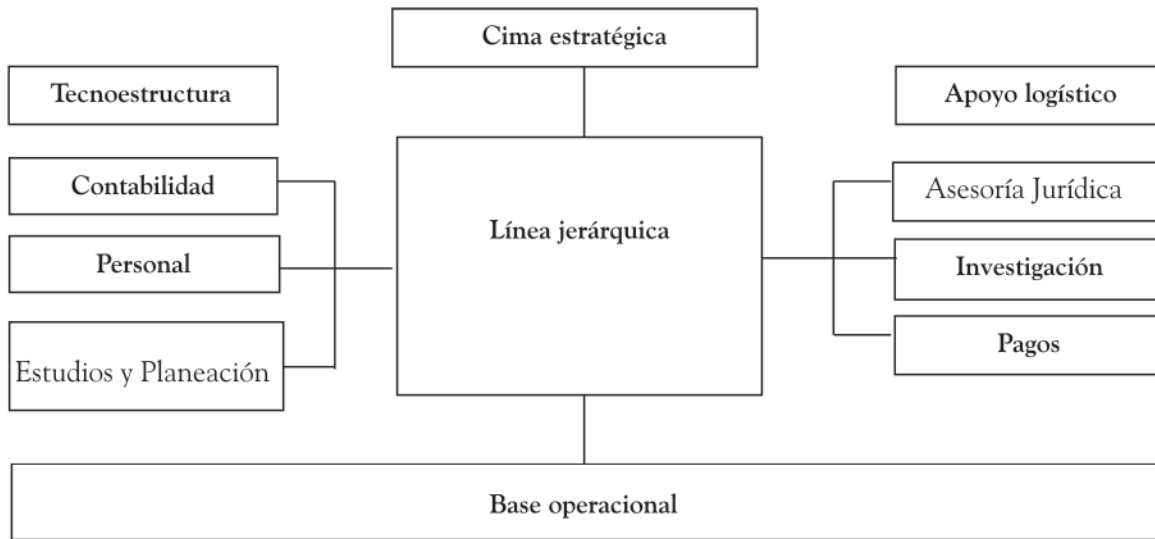 Cima estratégica
Tecnoestructura
Apoyo logístico
Contabilidad
Asesoría Jurídica
Línea jerárquica
Personal
Investigación
Estudios y Planeación
Pagos
Base operacional